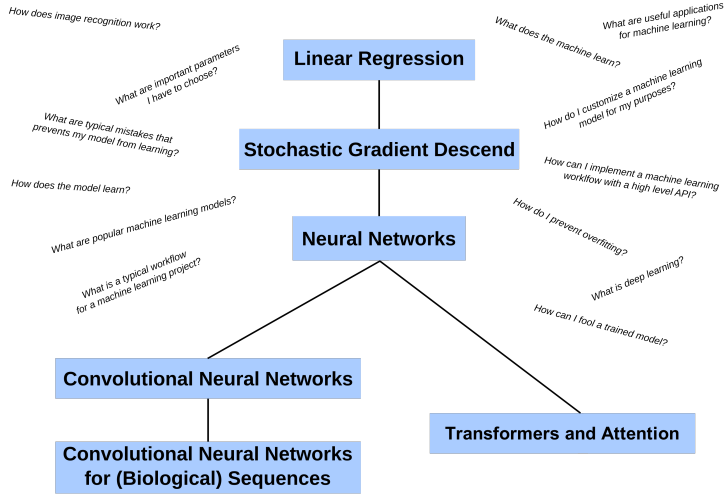 How does image recognition work?
What are important parameters
I have to choose?
What are typical mistakes that
prevents my model from learning?
How does the model learn?
What are popular machine learning models?
What is a typical workflow
for a machine learning project?
Linear Regression
Stochastic Gradient Descend
Neural Networks
Convolutional Neural Networks
Convolutional Neural Networks
for (Biological) Sequences
Transformers and Attention
What does the machine learn?
What are useful applications
for machine learning?
How do I customize a machine learning
model for my purposes?
How can I implement a machine learning
worklfow with a high level API?
How do I prevent overfitting?
What is deep learning?
How can I fool a trained model?